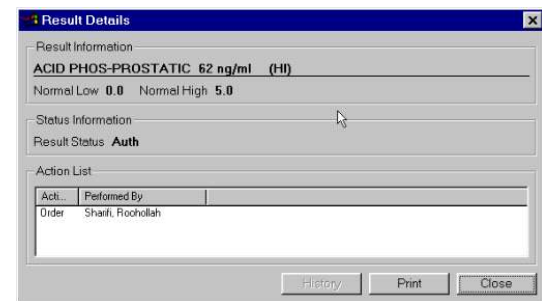 Result Details
Result Information
ACID PHOS-PROSTATIC 62 ng/ml (HI)
Normal Low 0.0 Normal High 5.0
Status Information
Result Status Auth
Action List
Acti... Performed By
Order Sharifi, Roohollah
History Print Close